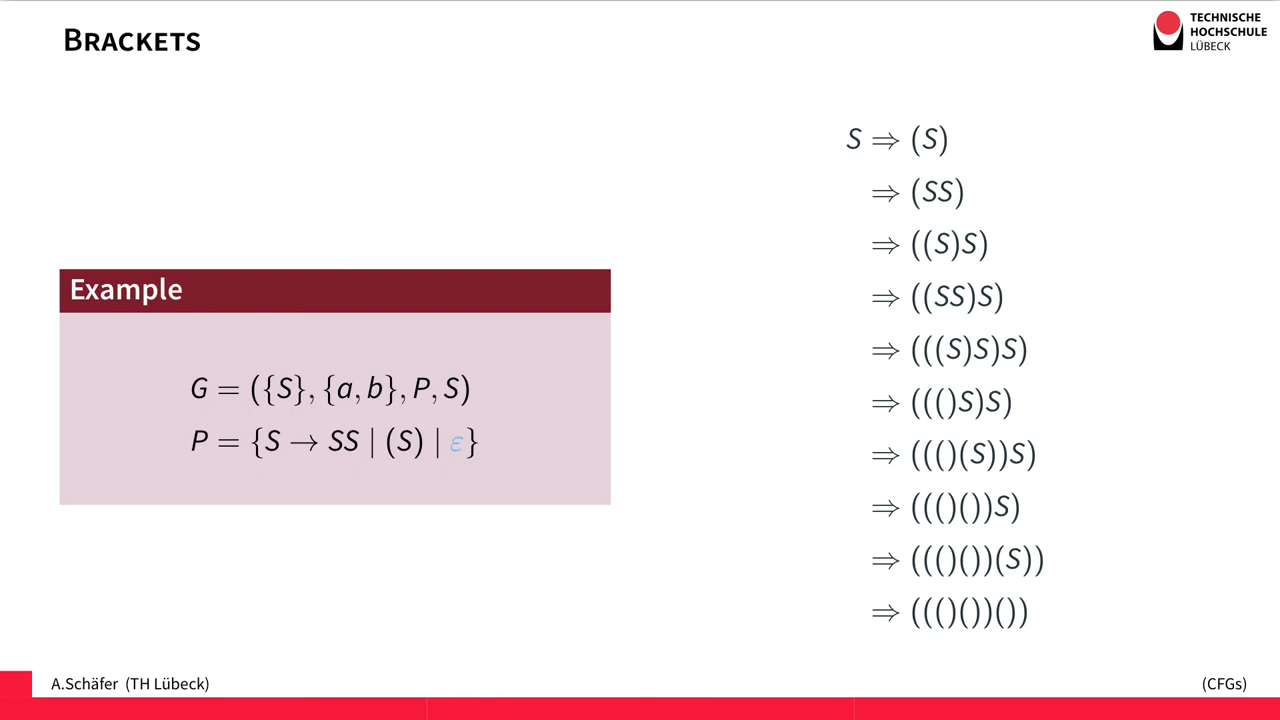 BRACKETS
TECHNISCHE
HOCHSCHULE
LÜBECK
Example
G = ({S}, {a, b}, P, S)
P = {S → SS | (S) | ε}
S ⇒ (S)
⇒ (SS)
⇒ ((S)S)
⇒ ((SS)S)
⇒ (((S)S)S)
⇒ ((()S)S)
⇒ ((()(S))S)
⇒ ((()())S)
⇒ ((()())(S))
⇒ ((()())())
A.Schäfer (TH Lübeck)
(CFGs)